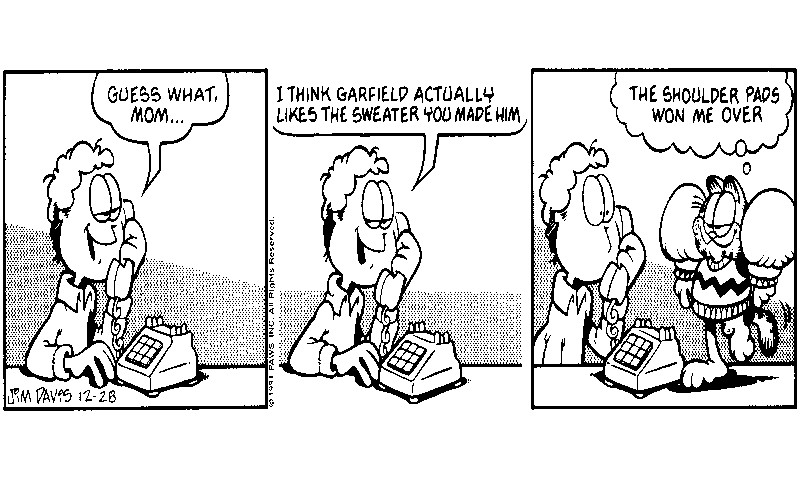 GUESS WHAT,
MOM...
JIM DAVIS 12-28
© 1991 PAWS, INC. All Rights Reserved.
I THINK GARFIELD ACTUALLY
LIKES THE SWEATER YOU MADE HIM
THE SHOULDER PADS
WON ME OVER